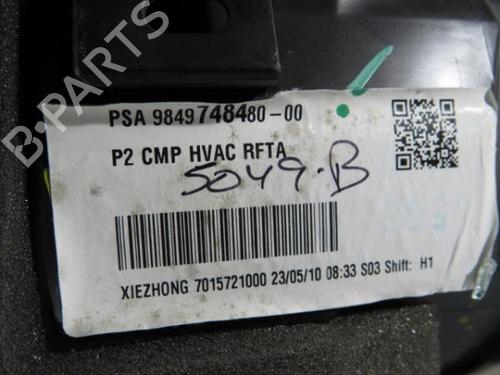 B-PARTS
PSA 9849748480-00
P2 CMP HVAC RFTA
5049.B
XIEZHONG 7015721000 23/05/10 08:33 S03 Shift: H1